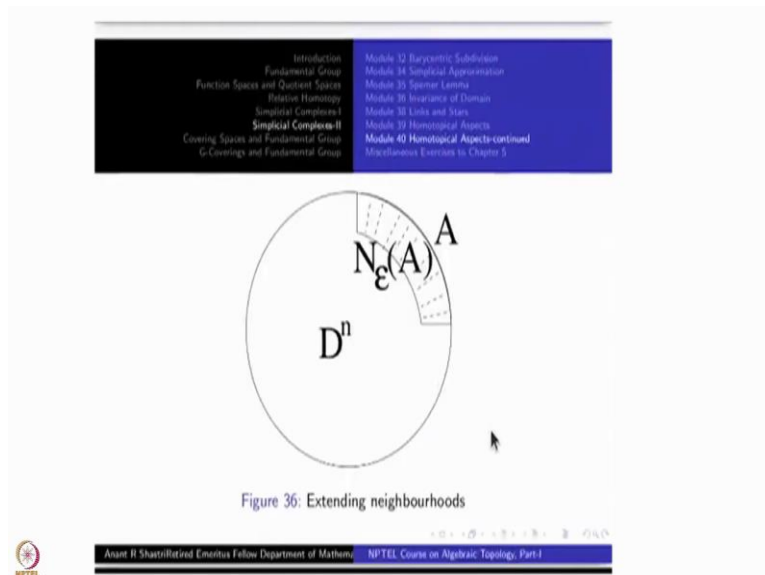 Introduction
Fundamental Group
Function Spaces and Quotient Spaces
Relative Homotopy
Simplicial Complexes-I
Simplicial Complexes-II
Covering Spaces and Fundamental Group
G-Coverings and Fundamental Group
Module 32 Barycentric Subdivision
Module 34 Simplicial Approximation
Module 35 Sperner Lemma
Module 36 Invariance of Domain
Module 38 Links and Stars
Module 39 Homotopical Aspects
Module 40 Homotopical Aspects-continued
Miscellaneous Exercises to Chapter 5
A
Nε(A)
Dⁿ
Figure 36: Extending neighbourhoods
Anant R ShastriRetired Emeritus Fellow Department of Mathema
NPTEL Course on Algebraic Topology, Part-I
NPTEL